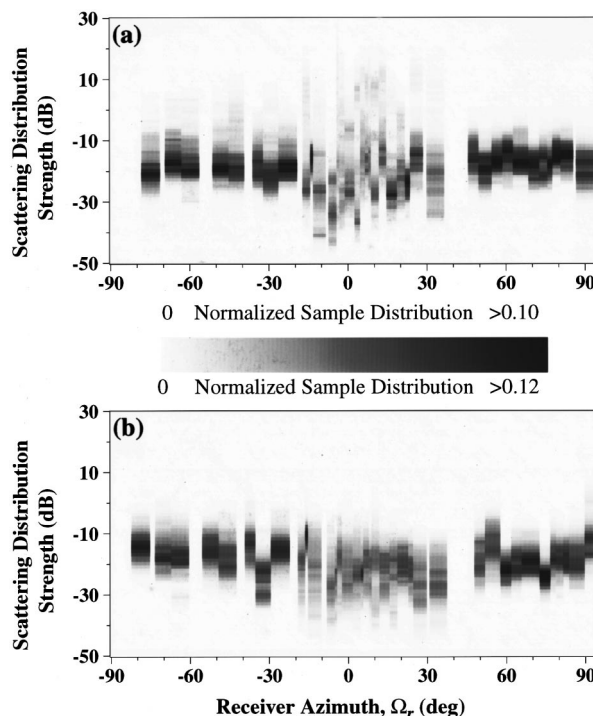 30
(a)
10
-10
-30
-50
Scattering Distribution
Strength (dB)
-90 -60 -30 0 30 60 90
0 Normalized Sample Distribution >0.10
0 Normalized Sample Distribution >0.12
30
(b)
10
-10
-30
-50
Scattering Distribution
Strength (dB)
-90 -60 -30 0 30 60 90
Receiver Azimuth, Ωr (deg)